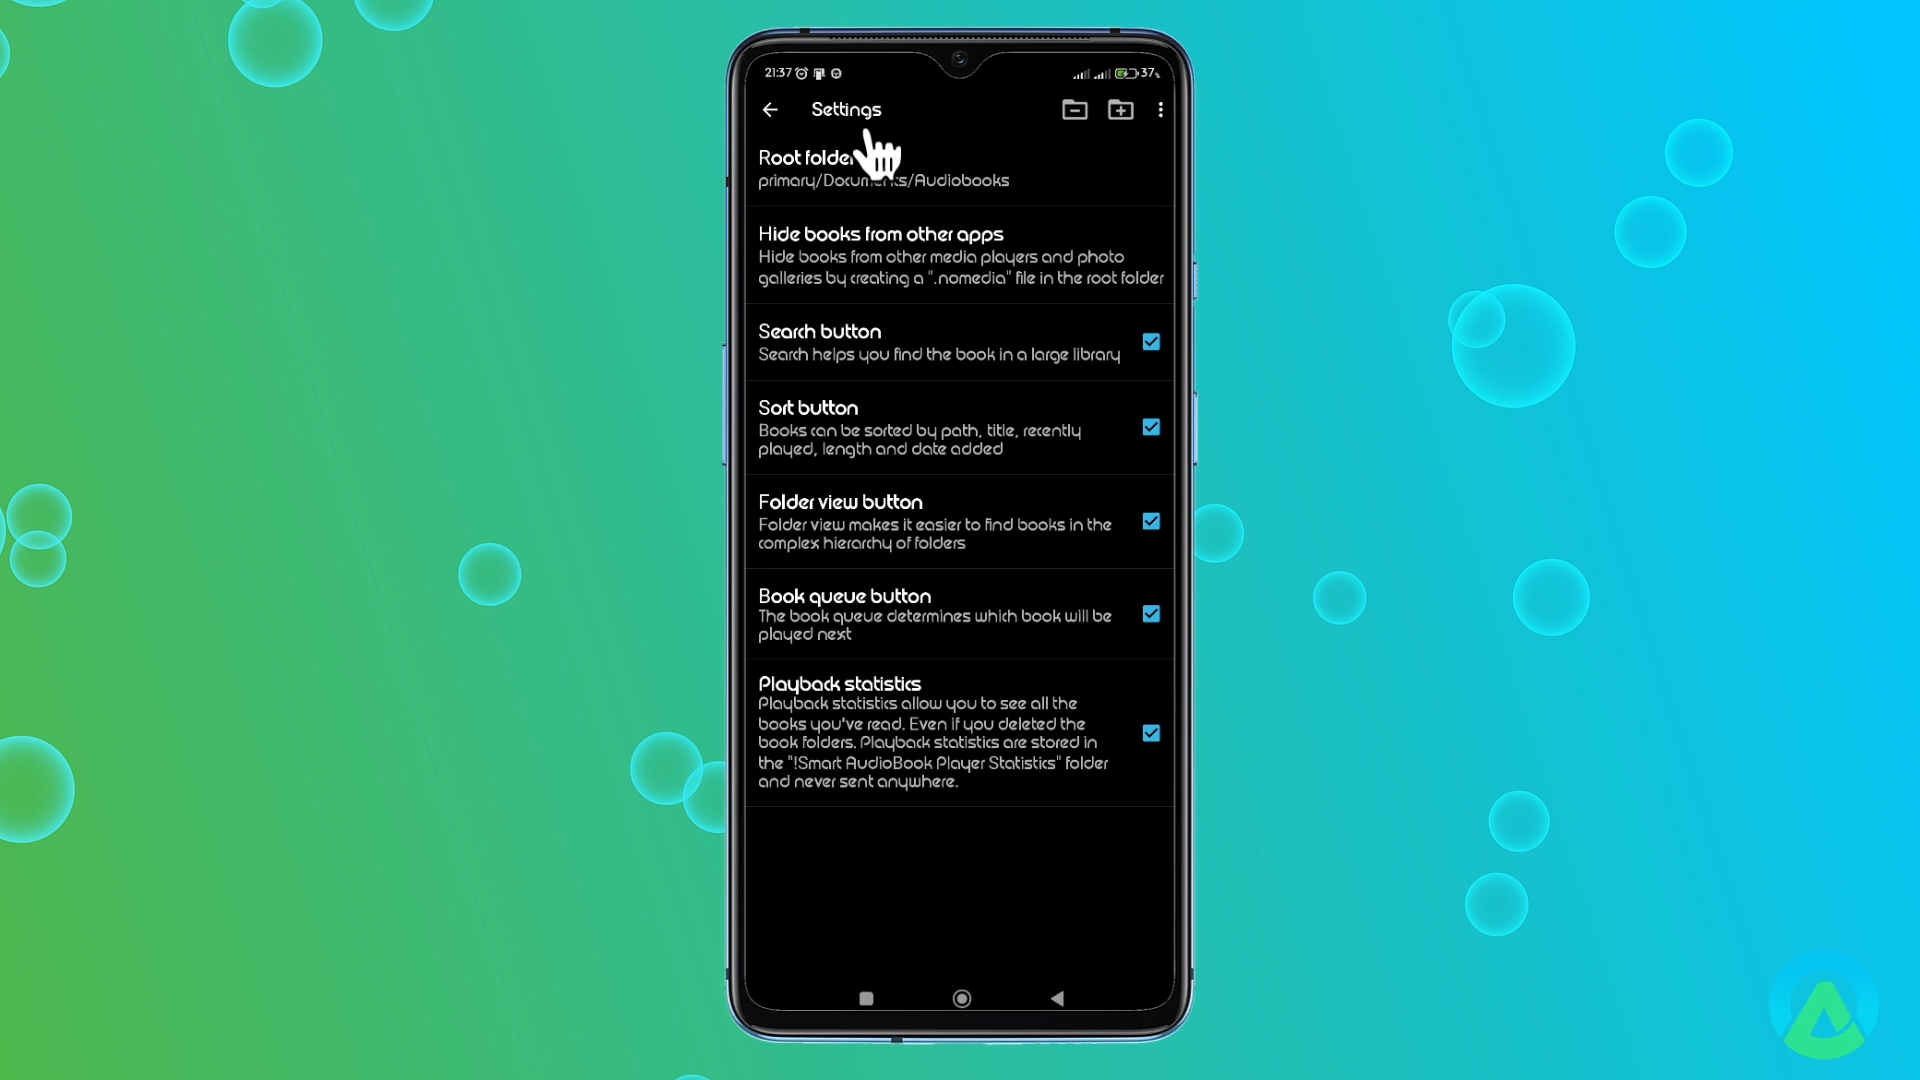 21:37 37%
Settings
Root folder
primary/Documents/Audiobooks
Hide books from other apps
Hide books from other media players and photo
galleries by creating a ".nomedia" file in the root folder
Search button
Search helps you find the book in a large library
Sort button
Books can be sorted by path, title, recently
played, length and date added
Folder view button
Folder view makes it easier to find books in the
complex hierarchy of folders
Book queue button
The book queue determines which book will be
played next
Playback statistics
Playback statistics allow you to see all the
books you've read. Even if you deleted the
book folders. Playback statistics are stored in
the "!Smart AudioBook Player Statistics" folder
and never sent anywhere.